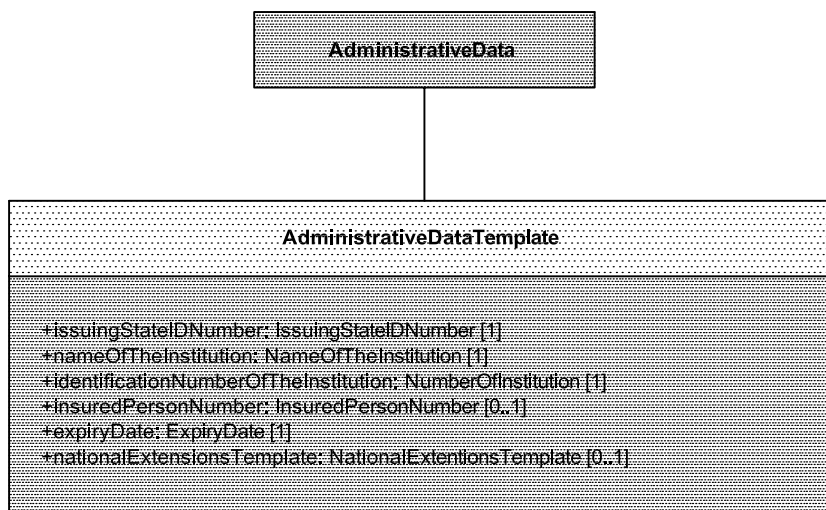 AdministrativeData
AdministrativeDataTemplate
+issuingStateIDNumber: IssuingStateIDNumber [1]
+nameOfTheInstitution: NameOfTheInstitution [1]
+identificationNumberOfTheInstitution: NumberOfInstitution [1]
+insuredPersonNumber: InsuredPersonNumber [0..1]
+expiryDate: ExpiryDate [1]
+nationalExtensionsTemplate: NationalExtentionsTemplate [0..1]